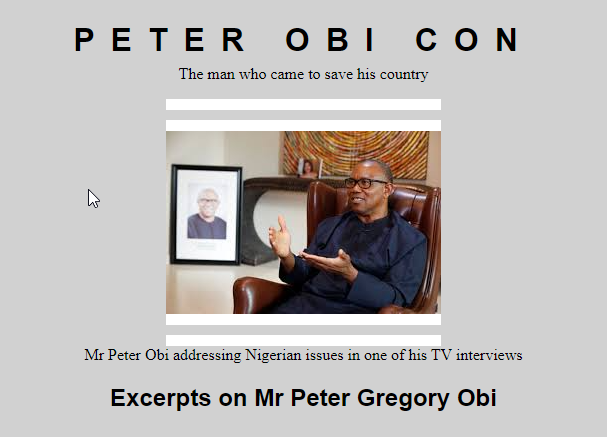 PETER OBI CON
The man who came to save his country
Mr Peter Obi addressing Nigerian issues in one of his TV interviews
Excerpts on Mr Peter Gregory Obi